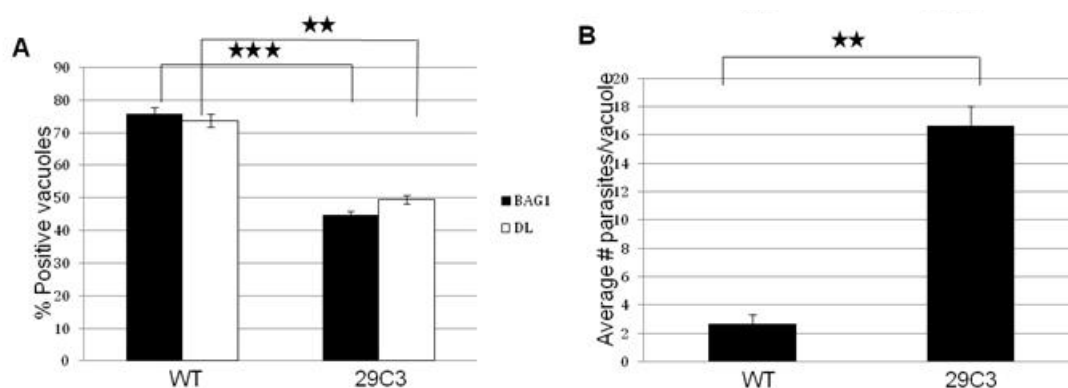 A
★★
★★★
90
80
70
60
50
40
30
20
10
0
% Positive vacuoles
WT
29C3
BAG1
DL
B
★★
20
18
16
14
12
10
8
6
4
2
0
Average # parasites/vacuole
WT
29C3